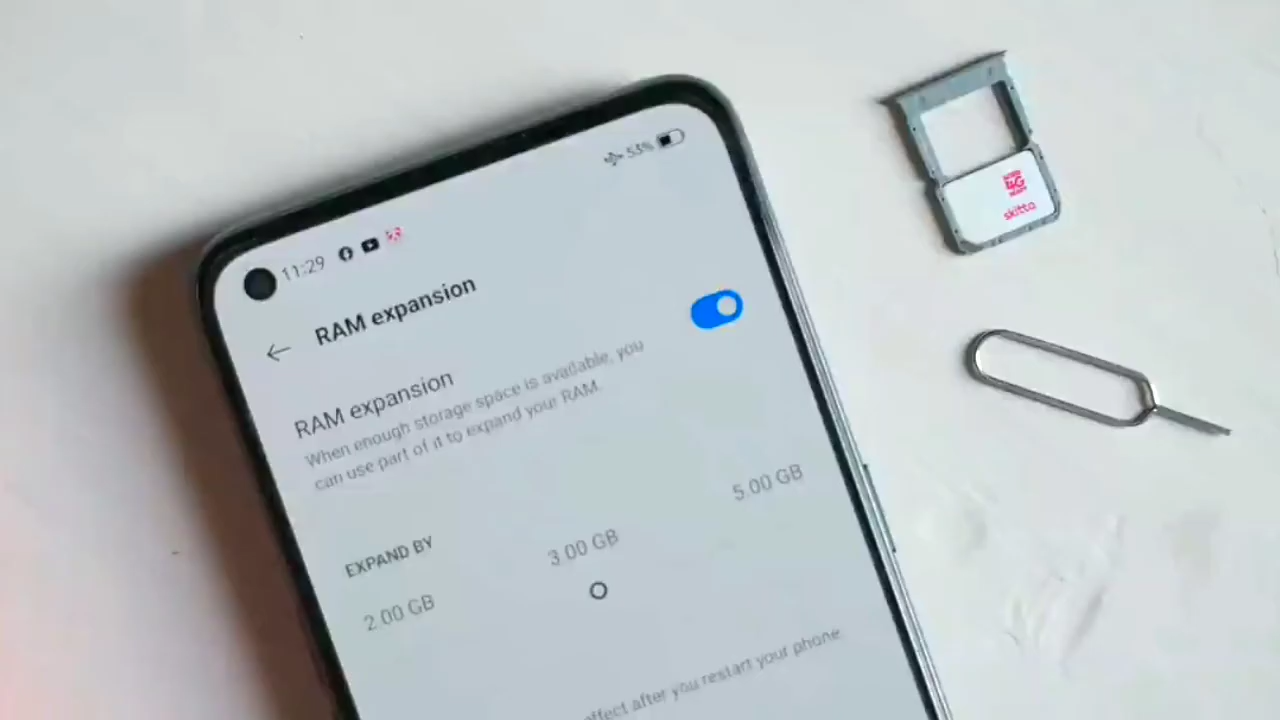 11:29
53%
RAM expansion
RAM expansion
When enough storage space is available, you
can use part of it to expand your RAM.
EXPAND BY
2.00 GB
3.00 GB
5.00 GB
effect after you restart your phone.
4G
skitto